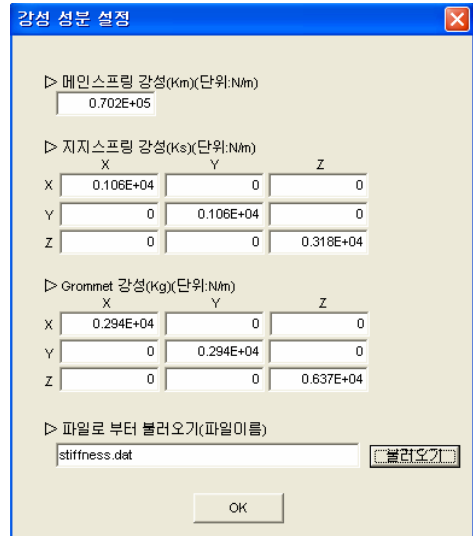 강성 성분 설정
▷ 메인스프링 강성(Km)(단위:N/m)
0.702E+05
▷ 지지스프링 강성(Ks)(단위:N/m)
X Y Z
X 0.106E+04 0 0
Y 0 0.106E+04 0
Z 0 0 0.318E+04
▷ Grommet 강성(Kg)(단위:N/m)
X Y Z
X 0.294E+04 0 0
Y 0 0.294E+04 0
Z 0 0 0.637E+04
▷ 파일로 부터 불러오기(파일이름)
stiffness.dat 불러오기
OK